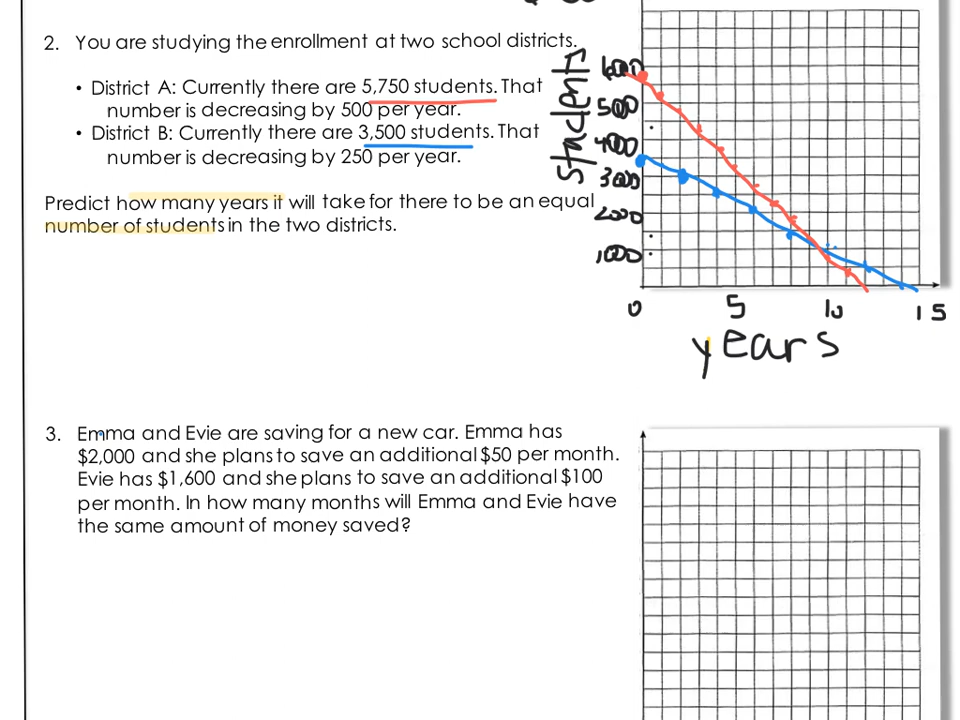 2. You are studying the enrollment at two school districts.
• District A: Currently there are 5,750 students. That
number is decreasing by 500 per year.
• District B: Currently there are 3,500 students. That
number is decreasing by 250 per year.
Predict how many years it will take for there to be an equal
number of students in the two districts.
students
4000
3000
2000
1000
0 5 10 15
years
3. Emma and Evie are saving for a new car. Emma has
$2,000 and she plans to save an additional $50 per month.
Evie has $1,600 and she plans to save an additional $100
per month. In how many months will Emma and Evie have
the same amount of money saved?